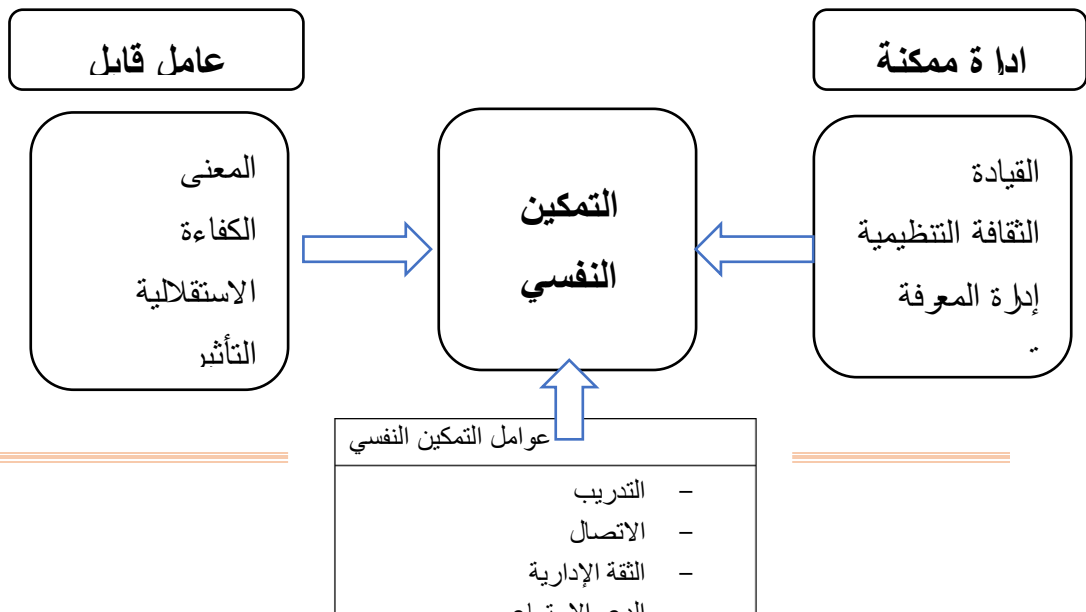 ادا ة ممكنة
عامل قابل
القيادة
الثقافة التنظيمية
إدارة المعرفة
التمكين
النفسي
المعنى
الكفاءة
الاستقلالية
التأثير
عوامل التمكين النفسي
- التدريب
- الاتصال
- الثقة الإدارية